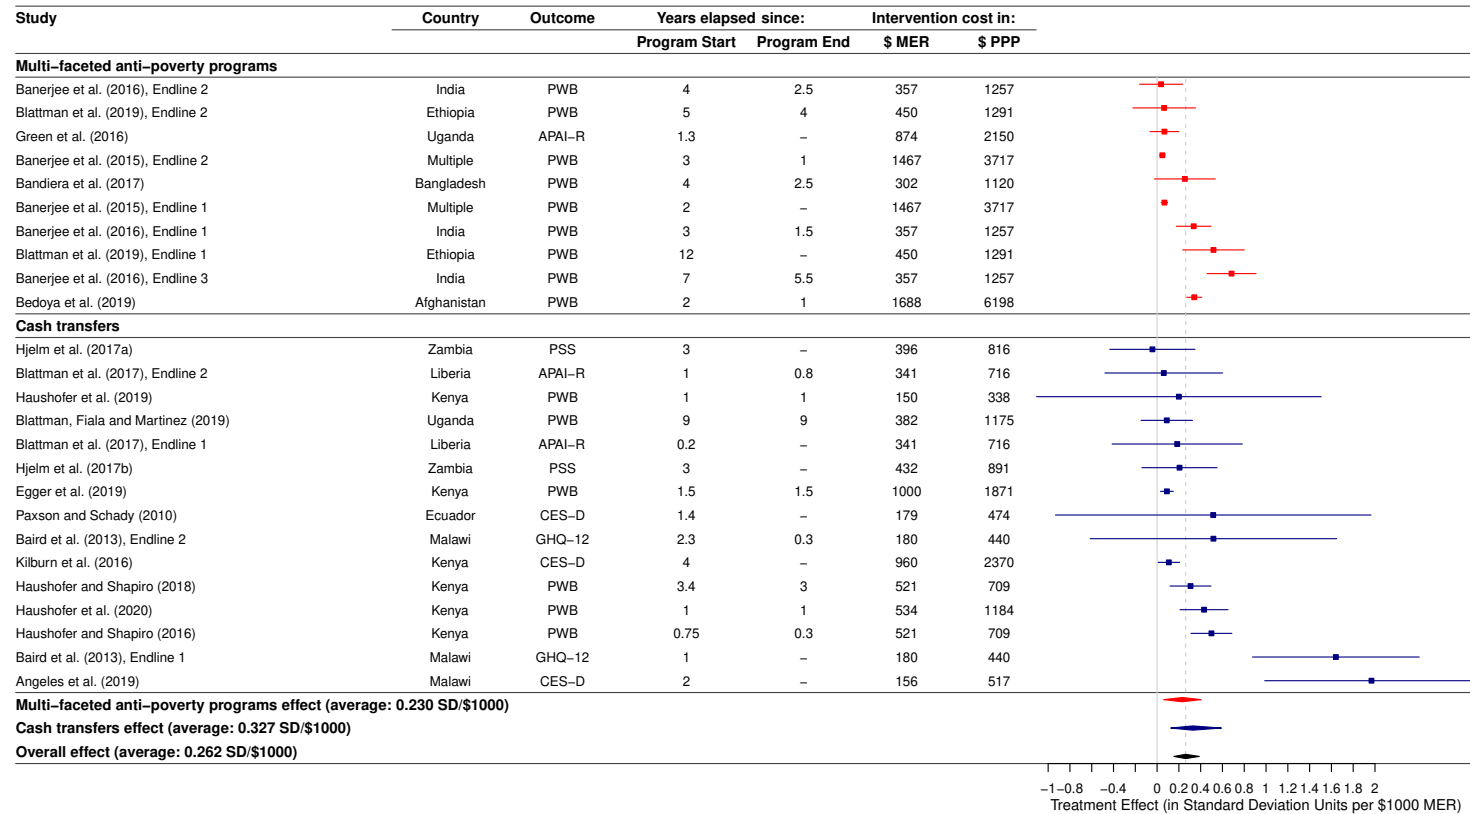 Study Country Outcome Years elapsed since: Intervention cost in:
Program Start Program End $ MER $ PPP
Multi−faceted anti−poverty programs
Banerjee et al. (2016), Endline 2 India PWB 4 2.5 357 1257
Blattman et al. (2019), Endline 2 Ethiopia PWB 5 4 450 1291
Green et al. (2016) Uganda APAI−R 1.3 − 874 2150
Banerjee et al. (2015), Endline 2 Multiple PWB 3 1 1467 3717
Bandiera et al. (2017) Bangladesh PWB 4 2.5 302 1120
Banerjee et al. (2015), Endline 1 Multiple PWB 2 − 1467 3717
Banerjee et al. (2016), Endline 1 India PWB 3 1.5 357 1257
Blattman et al. (2019), Endline 1 Ethiopia PWB 12 − 450 1291
Banerjee et al. (2016), Endline 3 India PWB 7 5.5 357 1257
Bedoya et al. (2019) Afghanistan PWB 2 1 1688 6198
Cash transfers
Hjelm et al. (2017a) Zambia PSS 3 − 396 816
Blattman et al. (2017), Endline 2 Liberia APAI−R 1 0.8 341 716
Haushofer et al. (2019) Kenya PWB 1 1 150 338
Blattman, Fiala and Martinez (2019) Uganda PWB 9 9 382 1175
Blattman et al. (2017), Endline 1 Liberia APAI−R 0.2 − 341 716
Hjelm et al. (2017b) Zambia PSS 3 − 432 891
Egger et al. (2019) Kenya PWB 1.5 1.5 1000 1871
Paxson and Schady (2010) Ecuador CES−D 1.4 − 179 474
Baird et al. (2013), Endline 2 Malawi GHQ−12 2.3 0.3 180 440
Kilburn et al. (2016) Kenya CES−D 4 − 960 2370
Haushofer and Shapiro (2018) Kenya PWB 3.4 3 521 709
Haushofer et al. (2020) Kenya PWB 1 1 534 1184
Haushofer and Shapiro (2016) Kenya PWB 0.75 0.3 521 709
Baird et al. (2013), Endline 1 Malawi GHQ−12 1 − 180 440
Angeles et al. (2019) Malawi CES−D 2 − 156 517
Multi−faceted anti−poverty programs effect (average: 0.230 SD/$1000)
Cash transfers effect (average: 0.327 SD/$1000)
Overall effect (average: 0.262 SD/$1000)
−1 −0.8 −0.4 0 0.2 0.4 0.6 0.8 1 1.2 1.4 1.6 1.8 2
Treatment Effect (in Standard Deviation Units per $1000 MER)